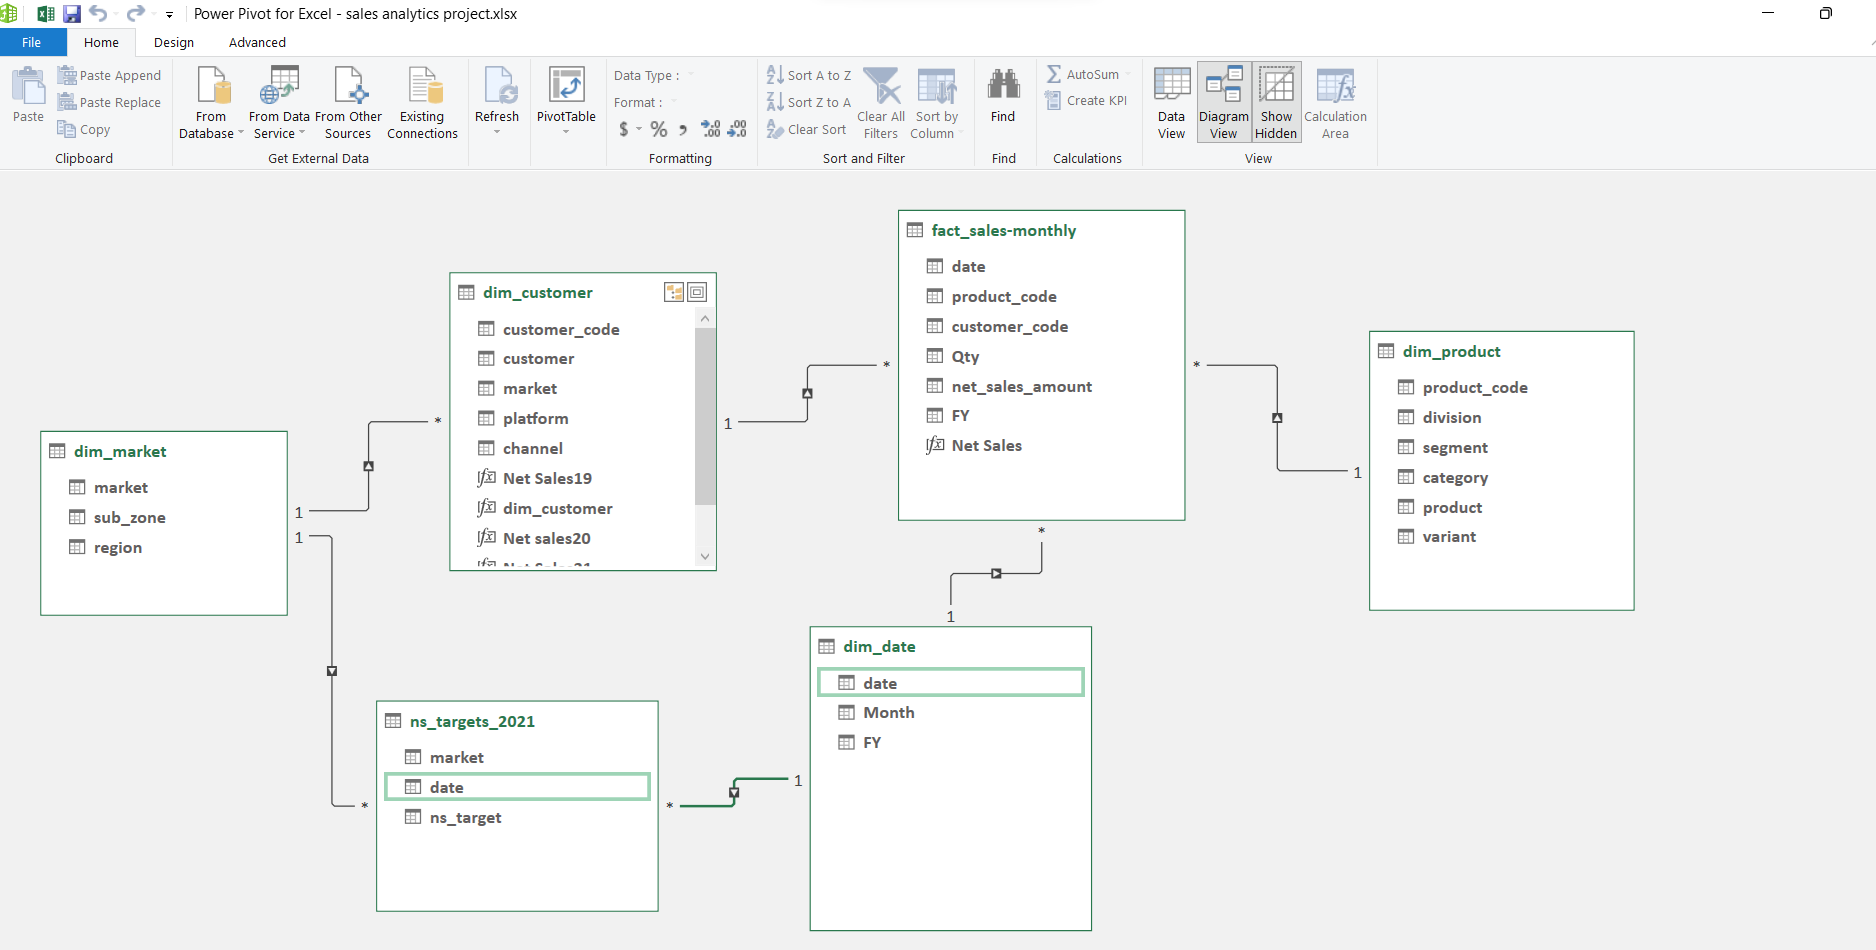 Power Pivot for Excel - sales analytics project.xlsx
File Home Design Advanced
Paste
Paste Append
Paste Replace
Copy
Clipboard
From Database
From Data Service
From Other Sources
Existing Connections
Get External Data
Refresh
PivotTable
Data Type :
Format :
$ % ,
Formatting
Sort A to Z
Sort Z to A
Clear Sort
Clear All Filters
Sort by Column
Sort and Filter
Find
Find
AutoSum
Create KPI
Calculations
Data View
Diagram View
Show Hidden
Calculation Area
View
fact_sales-monthly
date
product_code
customer_code
Qty
net_sales_amount
FY
Net Sales
dim_customer
customer_code
customer
market
platform
channel
Net Sales19
dim_customer
Net sales20
Net Sales21
dim_product
product_code
division
segment
category
product
variant
dim_market
market
sub_zone
region
dim_date
date
Month
FY
ns_targets_2021
market
date
ns_target
1 *
1 *
1 *
1 *
1 *
1 *